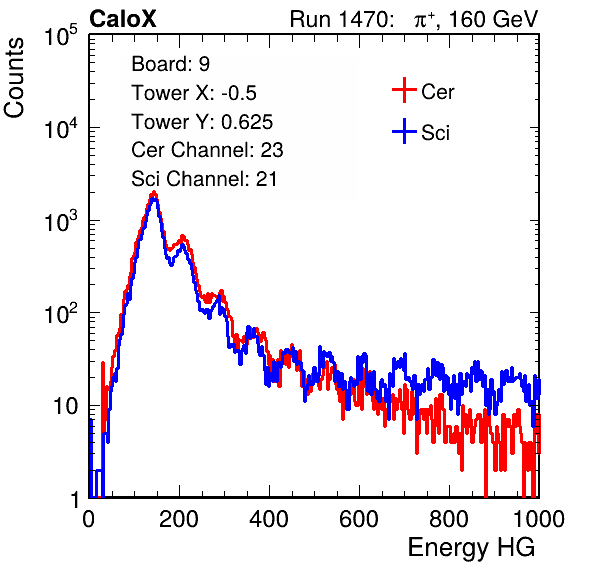 CaloX Run 1470: π⁺, 160 GeV
Counts
10⁵
10⁴
10³
10²
10
1
Board: 9
Tower X: -0.5
Tower Y: 0.625
Cer Channel: 23
Sci Channel: 21
Cer
Sci
0 200 400 600 800 1000
Energy HG